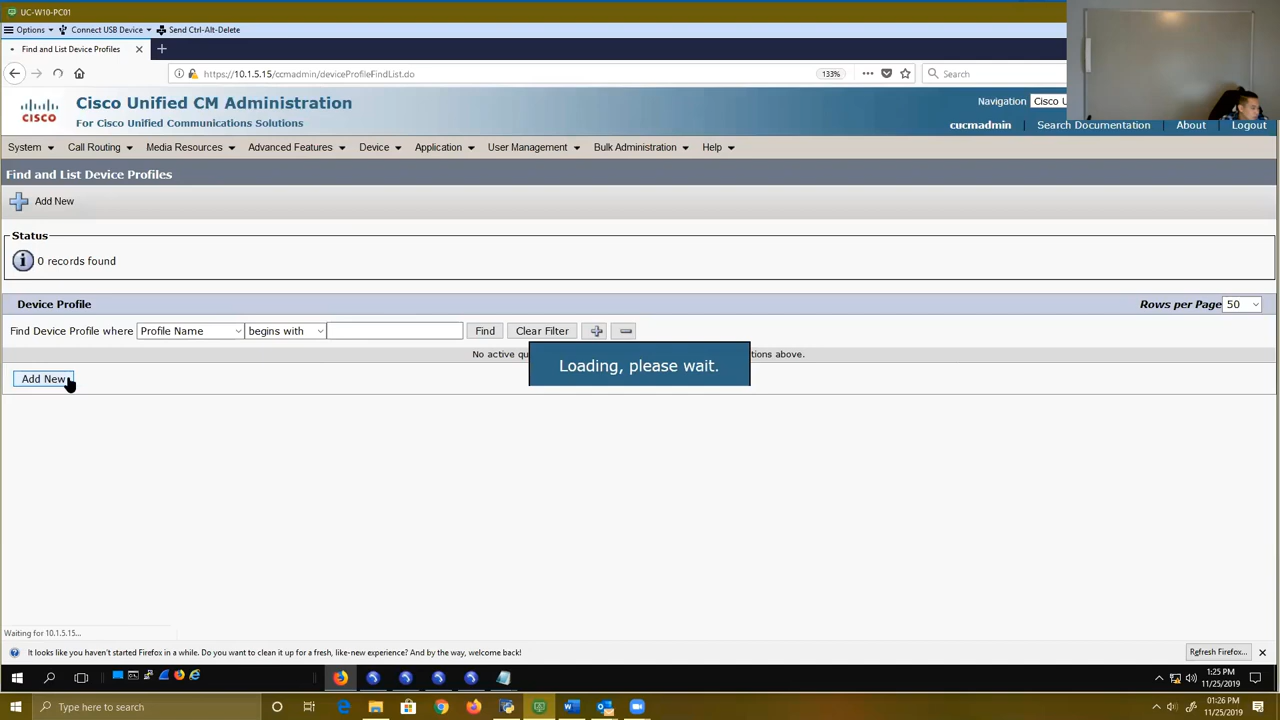 UC-W10-PC01
Options Connect USB Device Send Ctrl-Alt-Delete
Find and List Device Profiles
https://10.1.5.15/ccmadmin/deviceProfileFindList.do 133% Search
CISCO Cisco Unified CM Administration
For Cisco Unified Communications Solutions
Navigation Cisco U
cucmadmin Search Documentation About Logout
System Call Routing Media Resources Advanced Features Device Application User Management Bulk Administration Help
Find and List Device Profiles
Add New
Status
0 records found
Device Profile Rows per Page 50
Find Device Profile where Profile Name begins with Find Clear Filter
No active qu tions above.
Loading, please wait.
Add New
Waiting for 10.1.5.15...
It looks like you haven't started Firefox in a while. Do you want to clean it up for a fresh, like-new experience? And by the way, welcome back! Refresh Firefox...
1:25 PM
11/25/2019
Type here to search
01:26 PM
11/25/2019